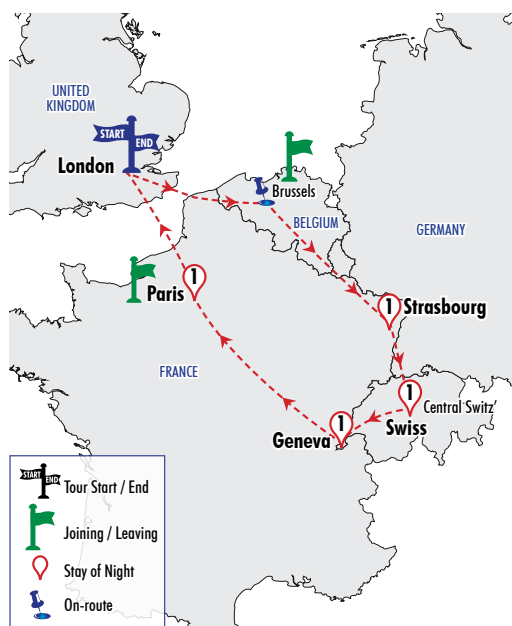 UNITED
KINGDOM
START
END
London
Brussels
BELGIUM
GERMANY
1
Paris
1
Strasbourg
FRANCE
1
Central Switz'
Swiss
1
Geneva
START
END
Tour Start / End
Joining / Leaving
Stay of Night
On-route